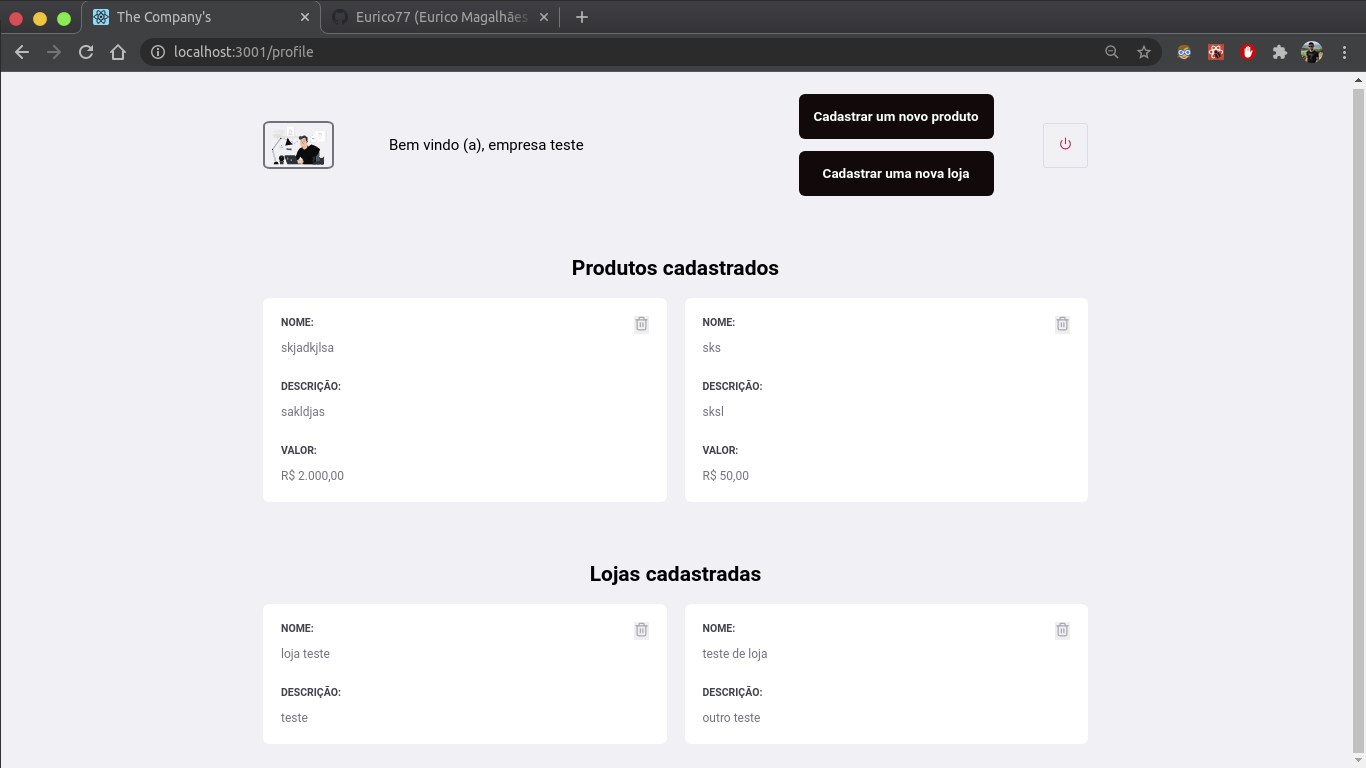 The Company's
Eurico77 (Eurico Magalhães
localhost:3001/profile
Bem vindo (a), empresa teste
Cadastrar um novo produto
Cadastrar uma nova loja
Produtos cadastrados
NOME:
skjadkjlsa
DESCRIÇÃO:
sakldjas
VALOR:
R$ 2.000,00
NOME:
sks
DESCRIÇÃO:
sksl
VALOR:
R$ 50,00
Lojas cadastradas
NOME:
loja teste
DESCRIÇÃO:
teste
NOME:
teste de loja
DESCRIÇÃO:
outro teste